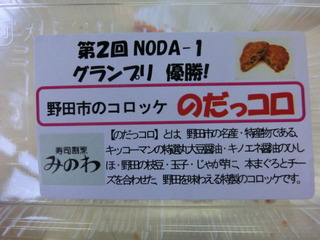 第2回 NODA-1
グランプリ 優勝!
野田市のコロッケ のだっコロ
寿司割烹
みのわ
【のだっコロ】とは、野田市の名産・特産物である、
キッコーマンの特選丸大豆醤油・キノエネ醤油のひし
ほ・野田の枝豆・玉子・じゃが芋に、本まぐろとチー
ズを合わせた、野田を味わえる特製のコロッケです。